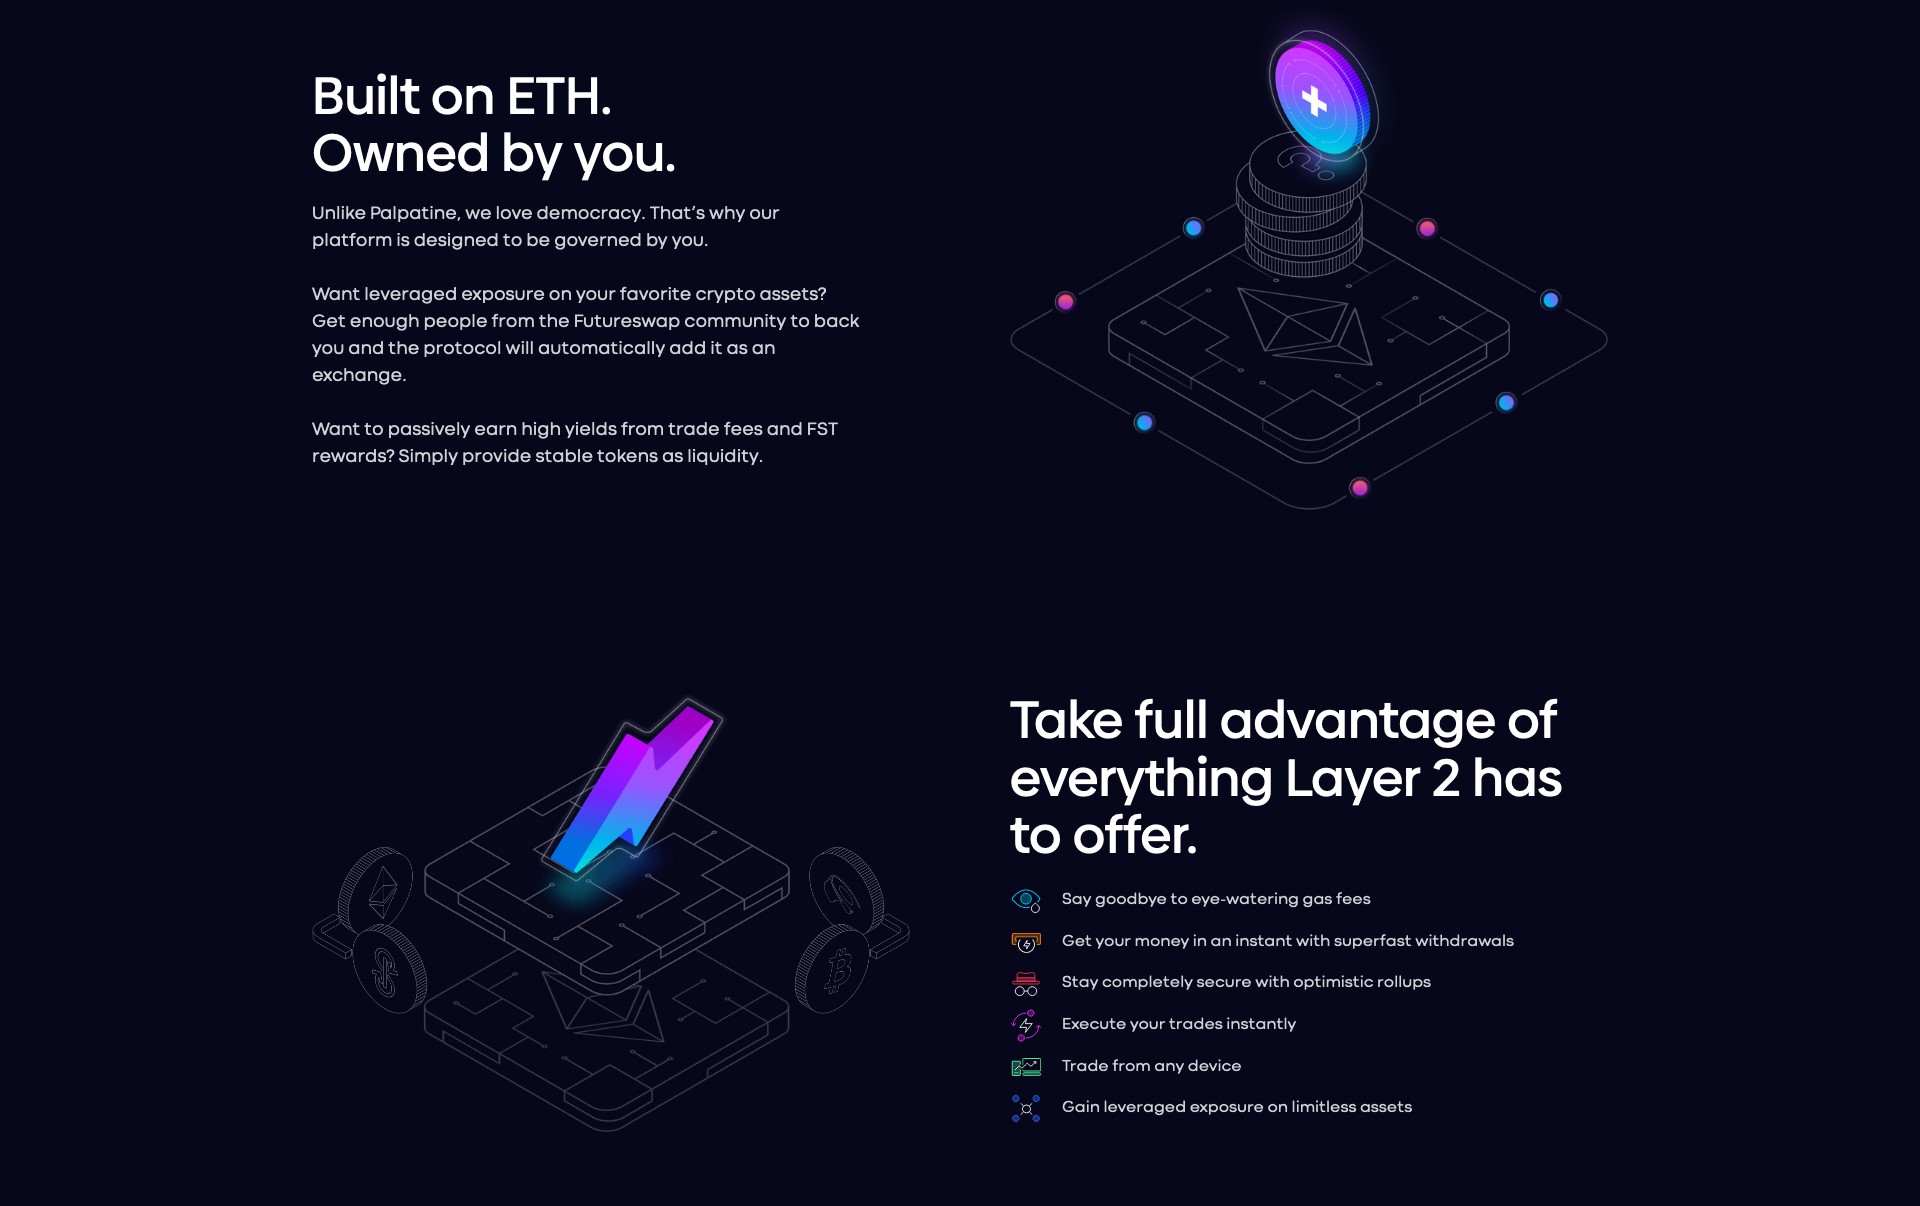 Built on ETH.
Owned by you.
Unlike Palpatine, we love democracy. That’s why our
platform is designed to be governed by you.
Want leveraged exposure on your favorite crypto assets?
Get enough people from the Futureswap community to back
you and the protocol will automatically add it as an
exchange.
Want to passively earn high yields from trade fees and FST
rewards? Simply provide stable tokens as liquidity.
Take full advantage of
everything Layer 2 has
to offer.
Say goodbye to eye-watering gas fees
Get your money in an instant with superfast withdrawals
Stay completely secure with optimistic rollups
Execute your trades instantly
Trade from any device
Gain leveraged exposure on limitless assets